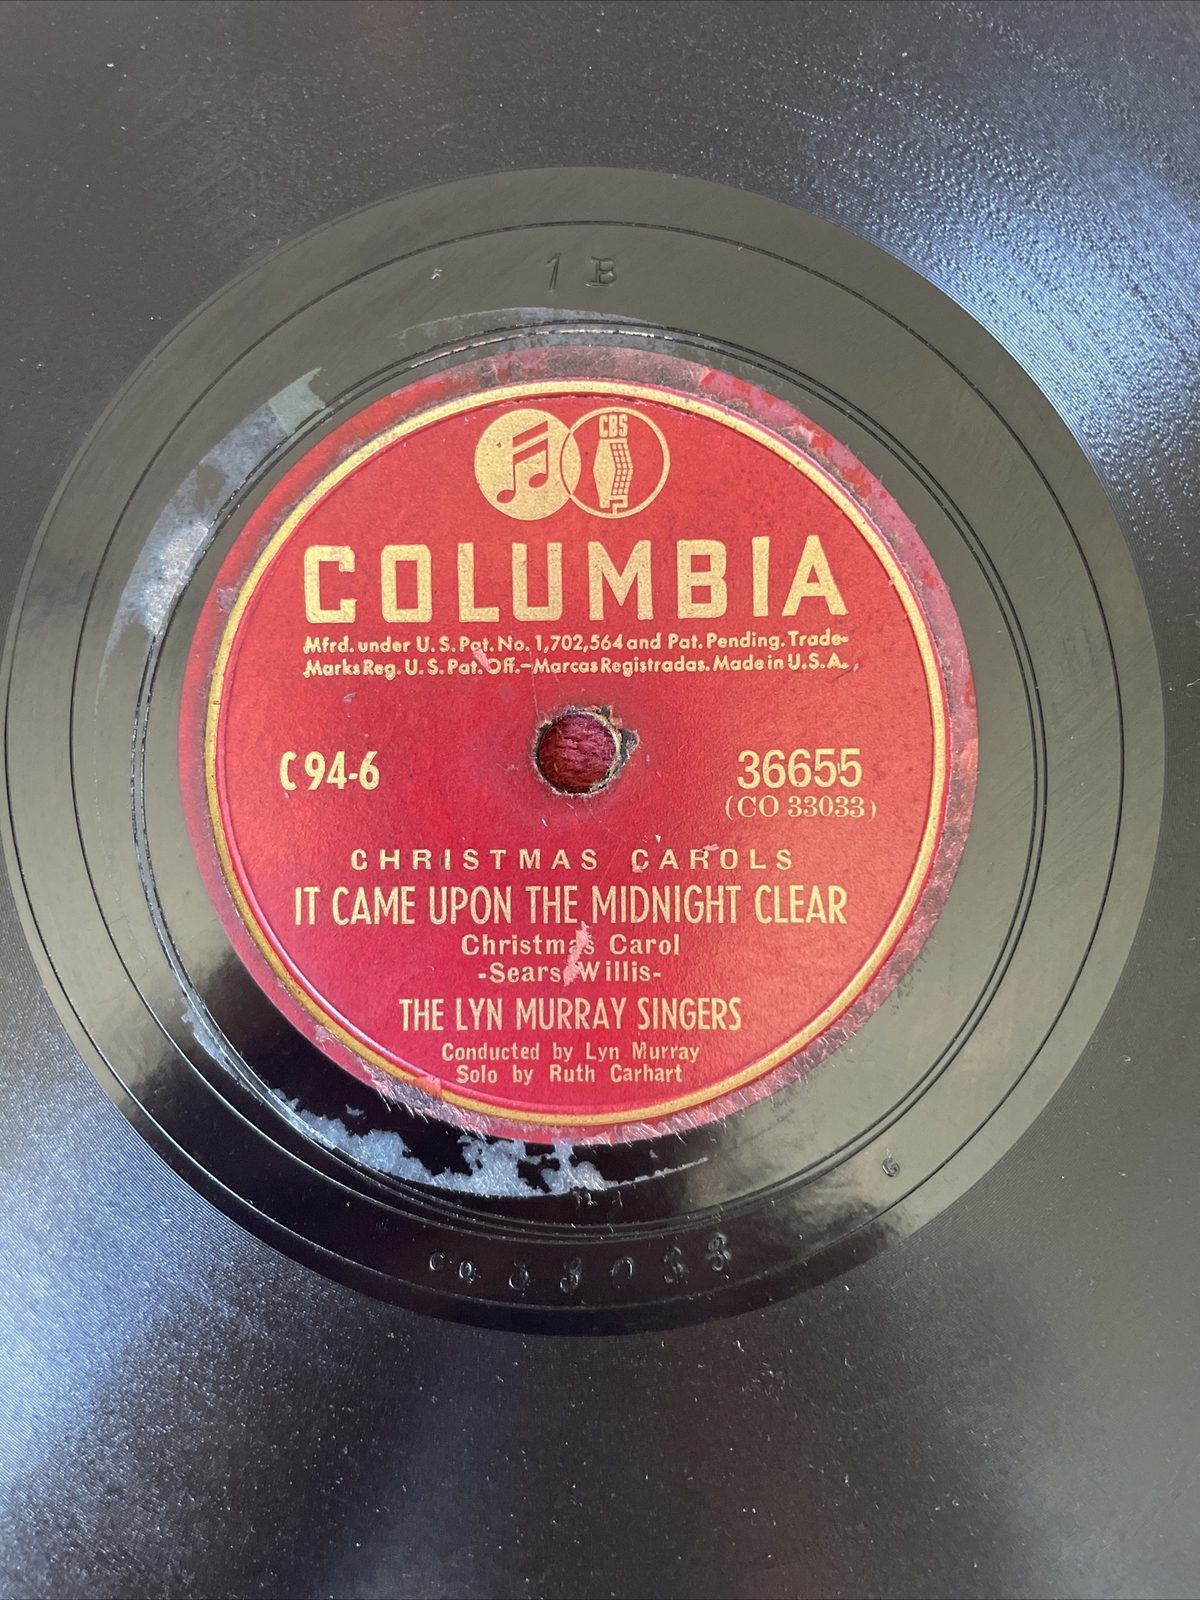 1 B
CBS
COLUMBIA
Mfrd. under U.S. Pat. No. 1,702,564 and Pat. Pending. Trade-
Marks Reg. U.S. Pat. Off.—Marcas Registradas. Made in U.S.A.
C 94-6
36655
(CO 33033)
CHRISTMAS CAROLS
IT CAME UPON THE MIDNIGHT CLEAR
Christmas Carol
-Sears Willis-
THE LYN MURRAY SINGERS
Conducted by Lyn Murray
Solo by Ruth Carhart
G
CO 33033